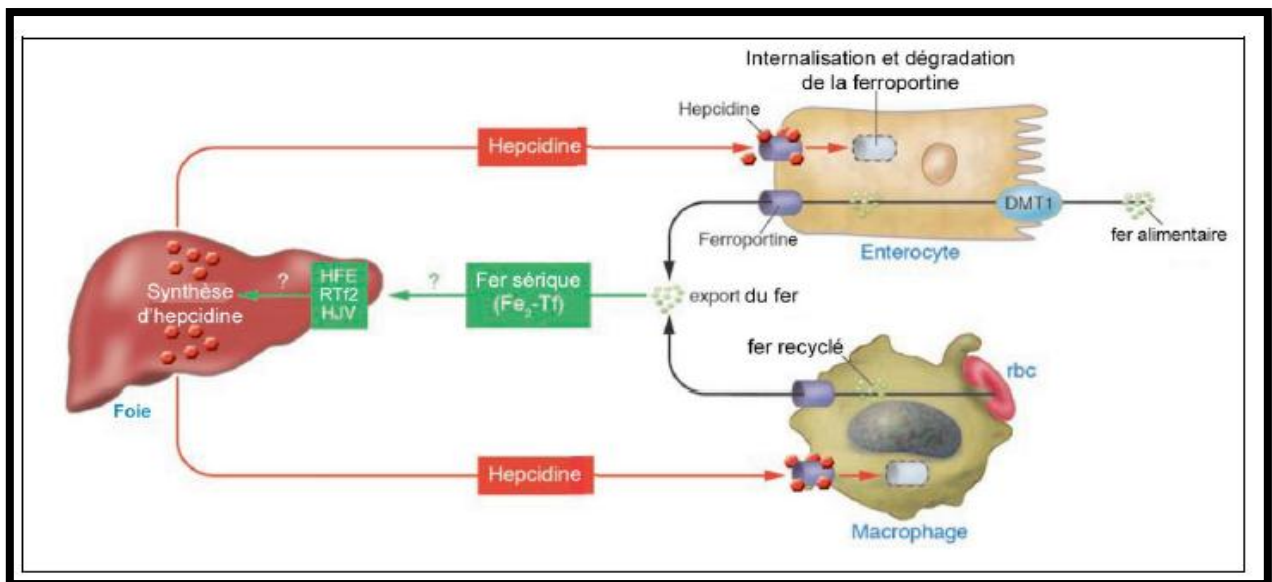 Internalisation et dégradation
de la ferroportine
Hepcidine
Hepcidine
DMT1
fer alimentaire
Ferroportine
Enterocyte
HFE
RTf2
HJV
?
?
Synthèse
d'hepcidine
Fer sérique
(Fe2-Tf)
export du fer
Foie
fer recyclé
rbc
Hepcidine
Macrophage